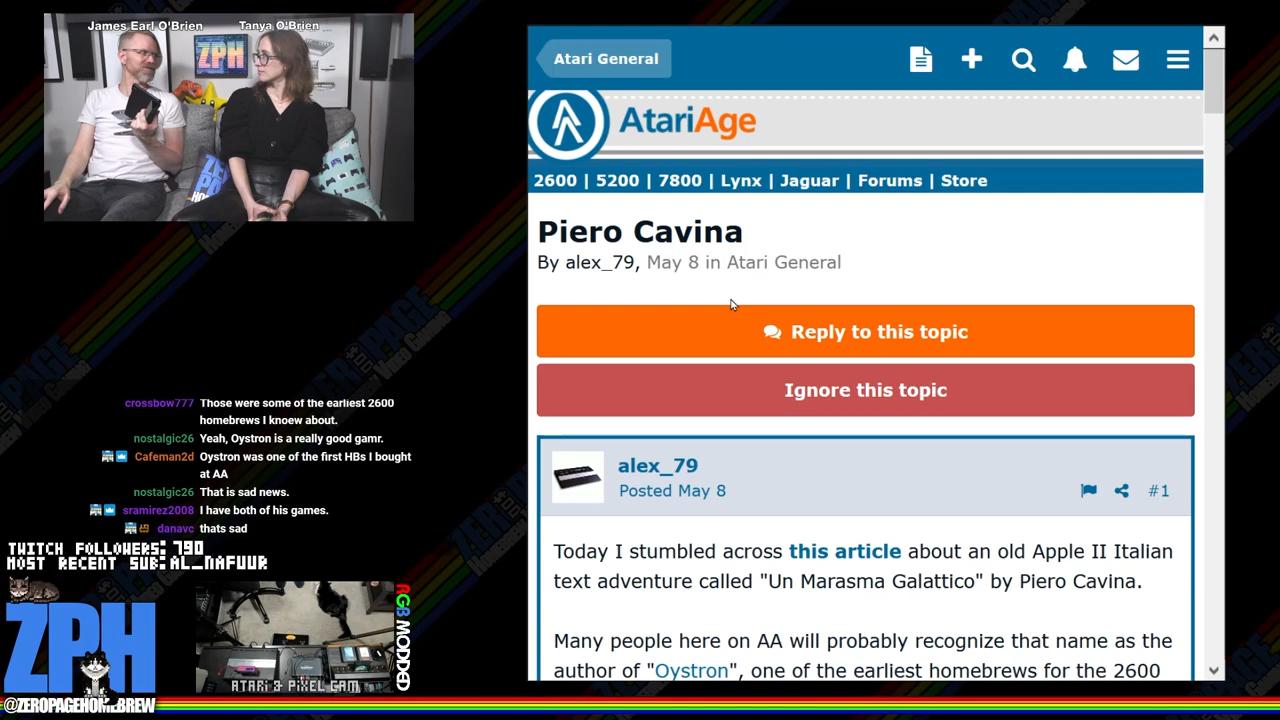 James Earl O'Brien
Tanya O'Brien
ZPH
Atari General
AtariAge
2600 | 5200 | 7800 | Lynx | Jaguar | Forums | Store
Piero Cavina
By alex_79, May 8 in Atari General
Reply to this topic
Ignore this topic
alex_79
Posted May 8
#1
Today I stumbled across this article about an old Apple II Italian
text adventure called "Un Marasma Galattico" by Piero Cavina.
Many people here on AA will probably recognize that name as the
author of "Oystron", one of the earliest homebrews for the 2600
crossbow777 Those were some of the earliest 2600
homebrews I knoew about.
nostalgic26 Yeah, Oystron is a really good gamr.
Cafeman2d Oystron was one of the first HBs I bought
at AA
nostalgic26 That is sad news.
sramirez2008 I have both of his games.
danavc thats sad
TWITCH FOLLOWERS: 790
MOST RECENT SUB: AL_NAFUUR
ZPH
RGB MODDED
ATARI & PIXEL CAM
@ZEROPAGEHOMEBREW